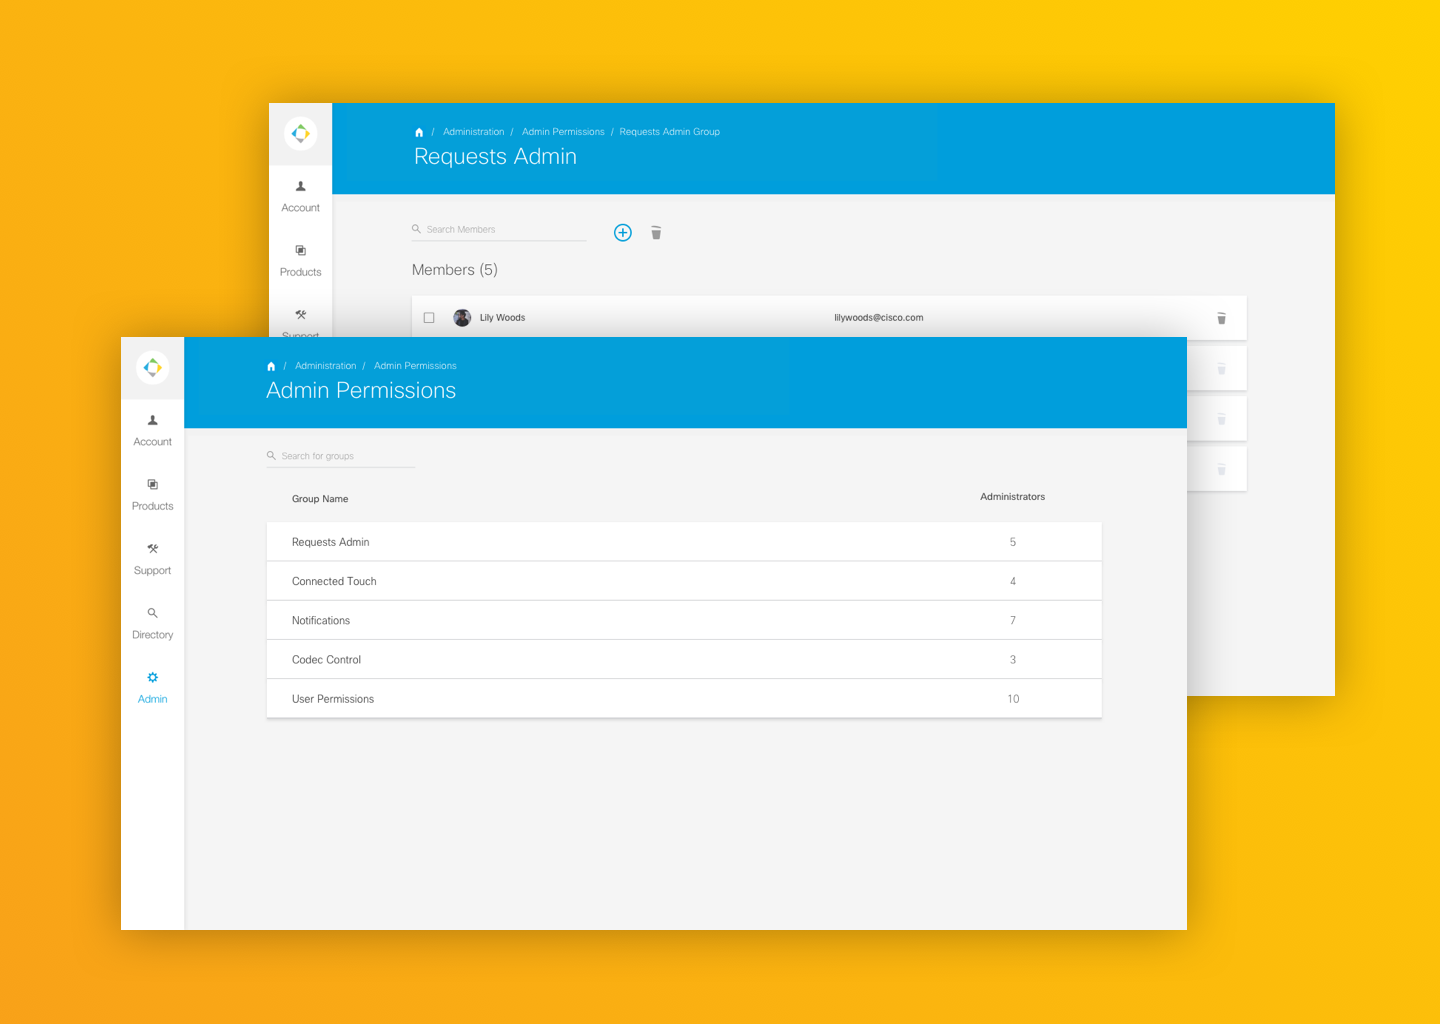 / Administration / Admin Permissions / Requests Admin Group
Requests Admin
Account
Products
Support
Search Members
Members (5)
Lily Woods lilywoods@cisco.com
/ Administration / Admin Permissions
Admin Permissions
Account
Products
Support
Directory
Admin
Search for groups
Group Name Administrators
Requests Admin 5
Connected Touch 4
Notifications 7
Codec Control 3
User Permissions 10